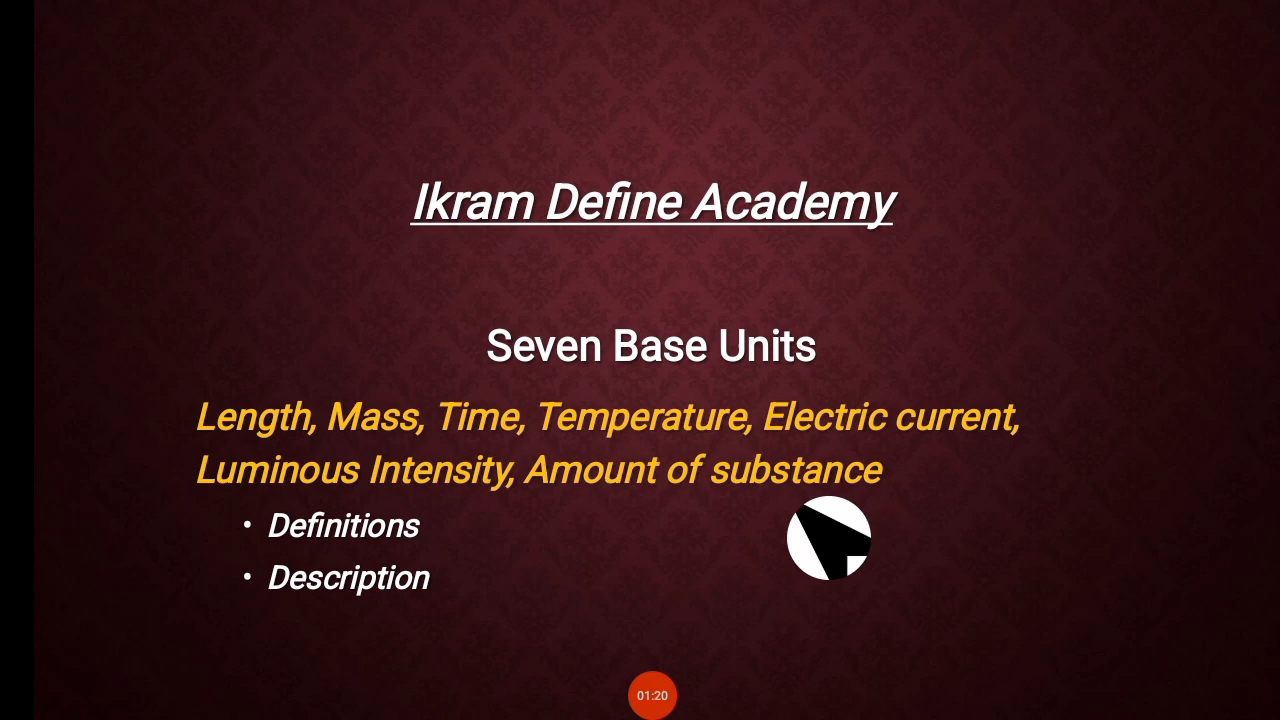 Ikram Define Academy
Seven Base Units
Length, Mass, Time, Temperature, Electric current,
Luminous Intensity, Amount of substance
• Definitions
• Description
01:20